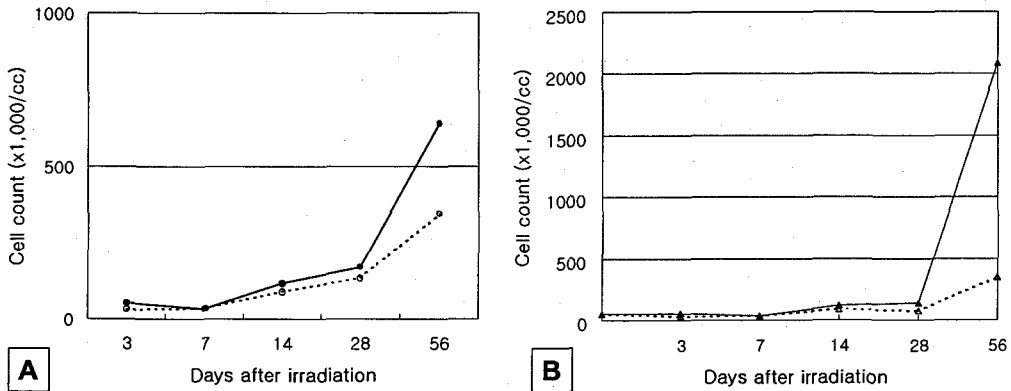 1000
500
0
Cell count (x1,000/cc)
3 7 14 28 56
Days after irradiation
A
2500
2000
1500
1000
500
0
Cell count (x1,000/cc)
3 7 14 28 56
Days after irradiation
B